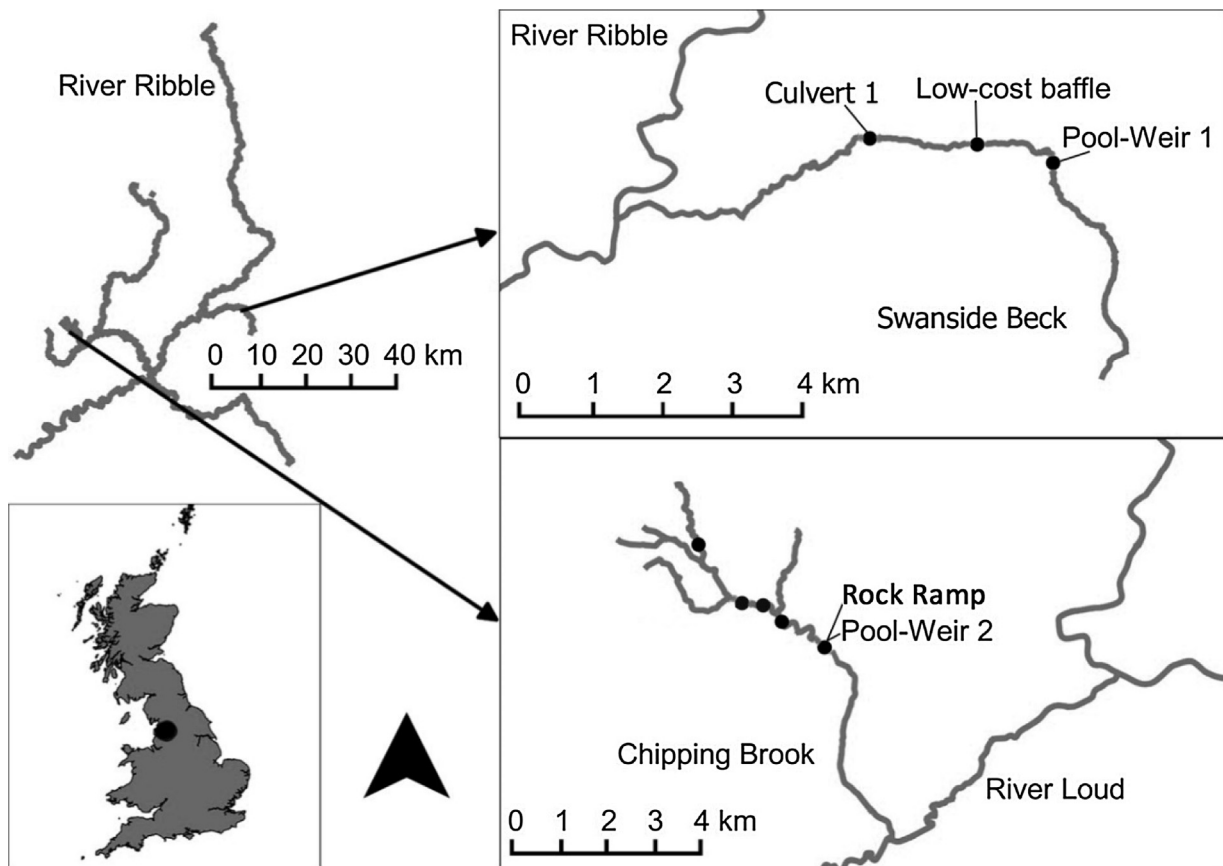 River Ribble
0 10 20 30 40 km
River Ribble
Culvert 1
Low-cost baffle
Pool-Weir 1
Swanside Beck
0 1 2 3 4 km
Rock Ramp
Pool-Weir 2
Chipping Brook
River Loud
0 1 2 3 4 km